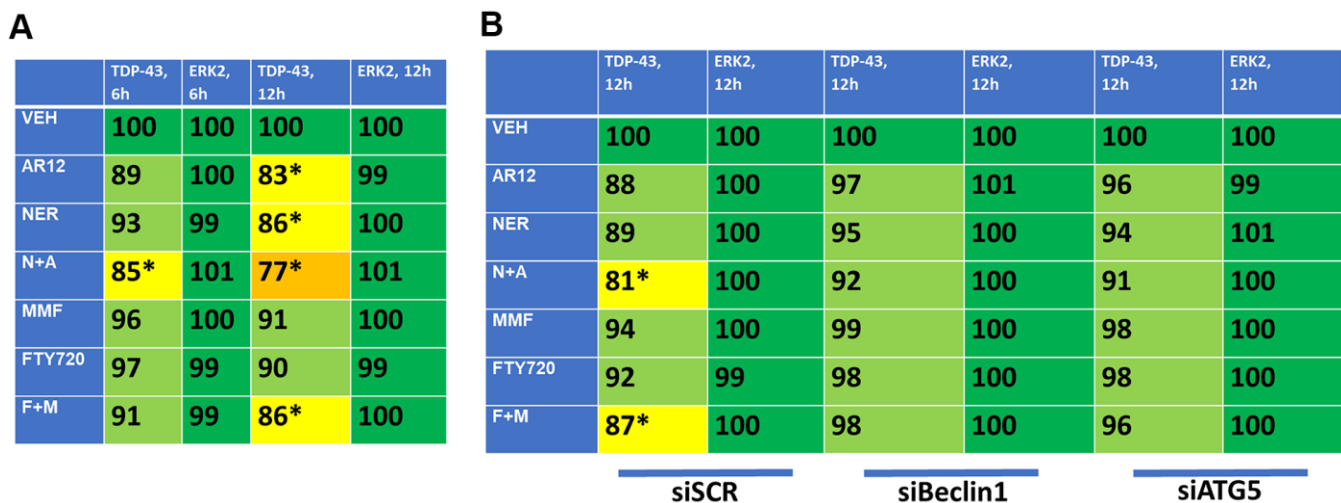 A
TDP-43, 6h ERK2, 6h TDP-43, 12h ERK2, 12h
VEH 100 100 100 100
AR12 89 100 83* 99
NER 93 99 86* 100
N+A 85* 101 77* 101
MMF 96 100 91 100
FTY720 97 99 90 99
F+M 91 99 86* 100
B
TDP-43, 12h ERK2, 12h TDP-43, 12h ERK2, 12h TDP-43, 12h ERK2, 12h
VEH 100 100 100 100 100 100
AR12 88 100 97 101 96 99
NER 89 100 95 100 94 101
N+A 81* 100 92 100 91 100
MMF 94 100 99 100 98 100
FTY720 92 99 98 100 98 100
F+M 87* 100 98 100 96 100
siSCR siBeclin1 siATG5